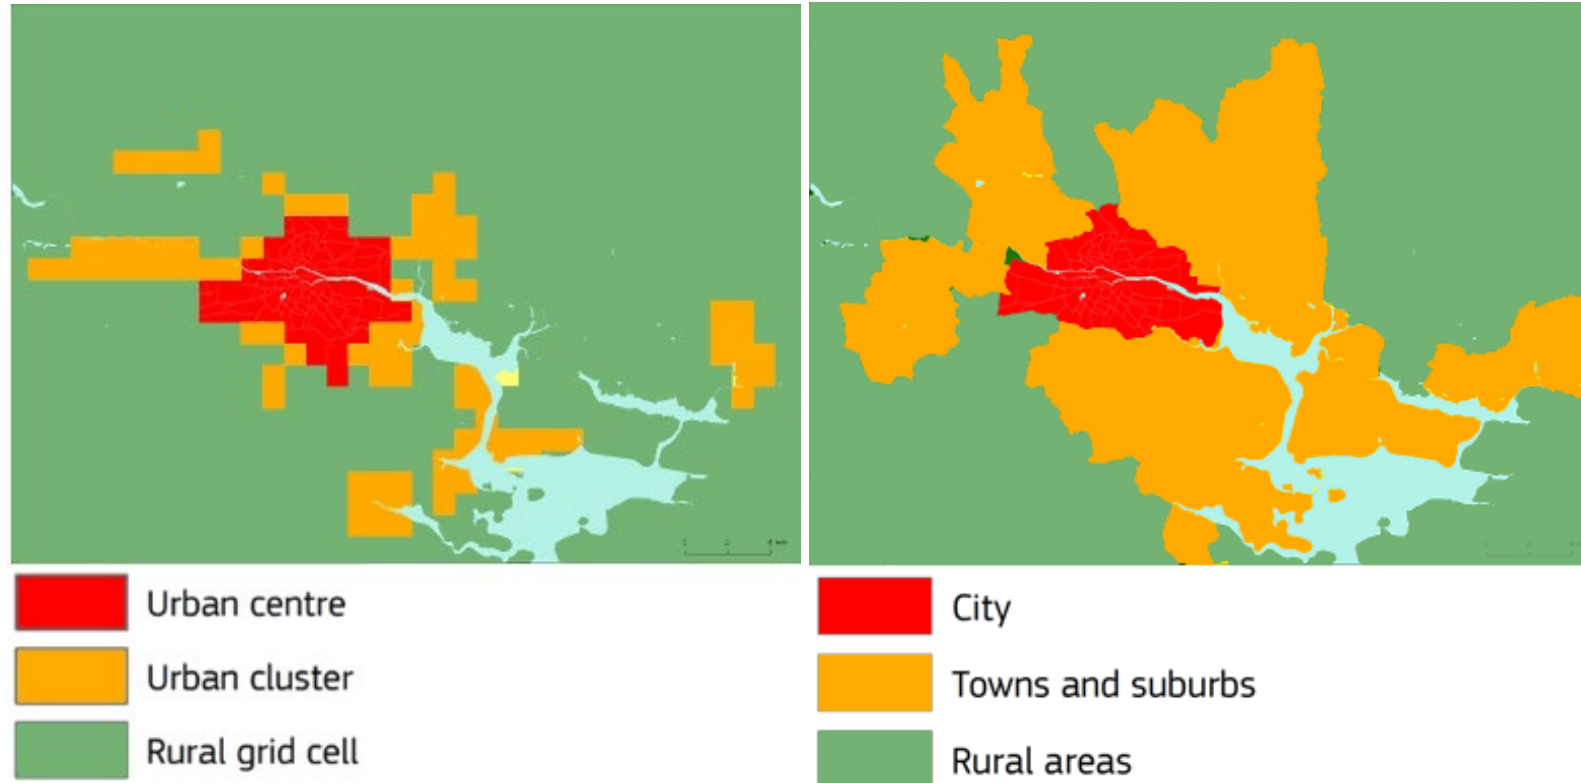 Urban centre
Urban cluster
Rural grid cell
City
Towns and suburbs
Rural areas